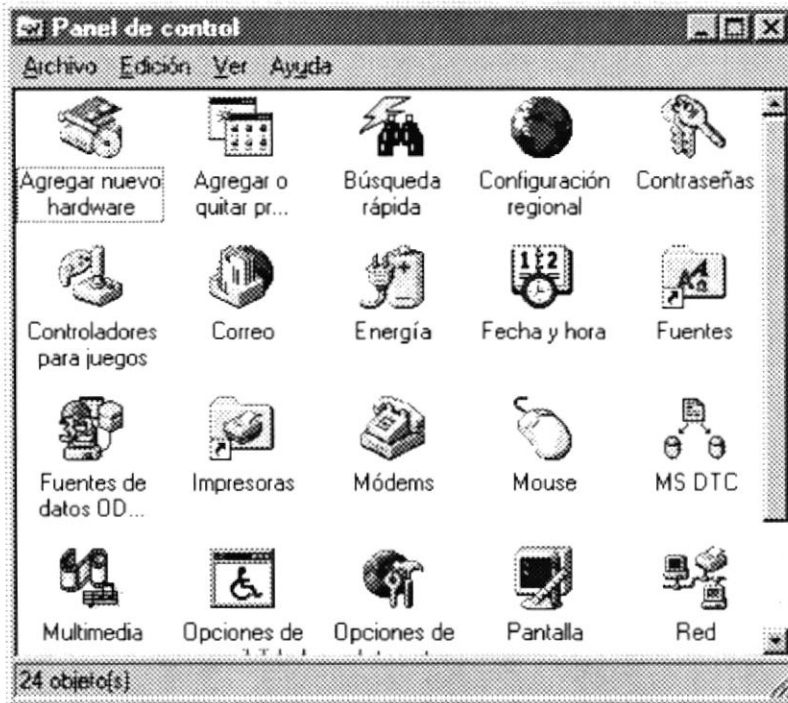 Panel de control
Archivo Edición Ver Ayuda
Agregar nuevo hardware
Agregar o quitar pr...
Búsqueda rápida
Configuración regional
Contraseñas
Controladores para juegos
Correo
Energía
Fecha y hora
Fuentes
Fuentes de datos OD...
Impresoras
Módems
Mouse
MS DTC
Multimedia
Opciones de
Opciones de
Pantalla
Red
24 objeto(s)